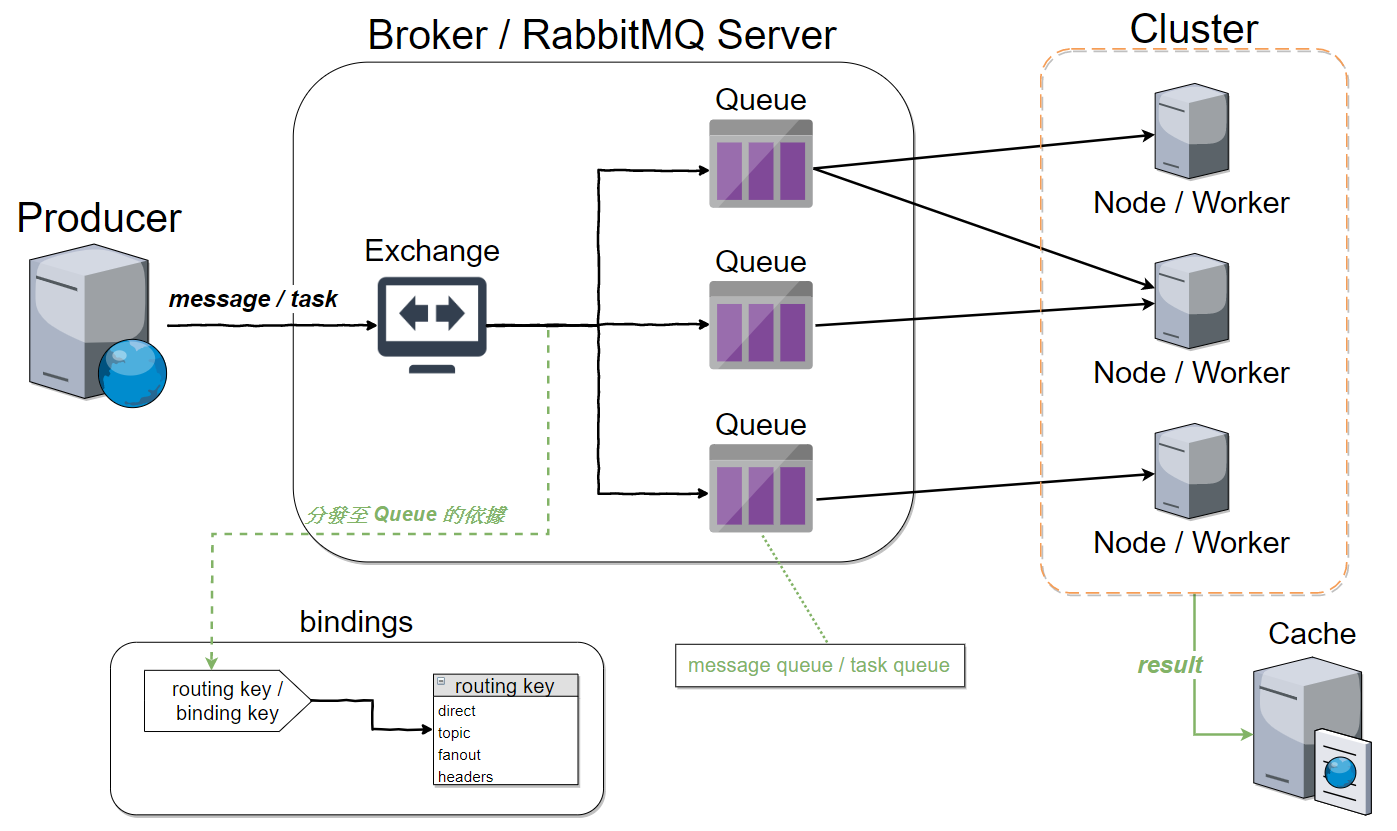 Broker / RabbitMQ Server
Cluster
Queue
Node / Worker
Producer
Exchange
message / task
Queue
Node / Worker
Queue
分發至 Queue 的依據
Node / Worker
bindings
routing key /
binding key
routing key
direct
topic
fanout
headers
message queue / task queue
result
Cache